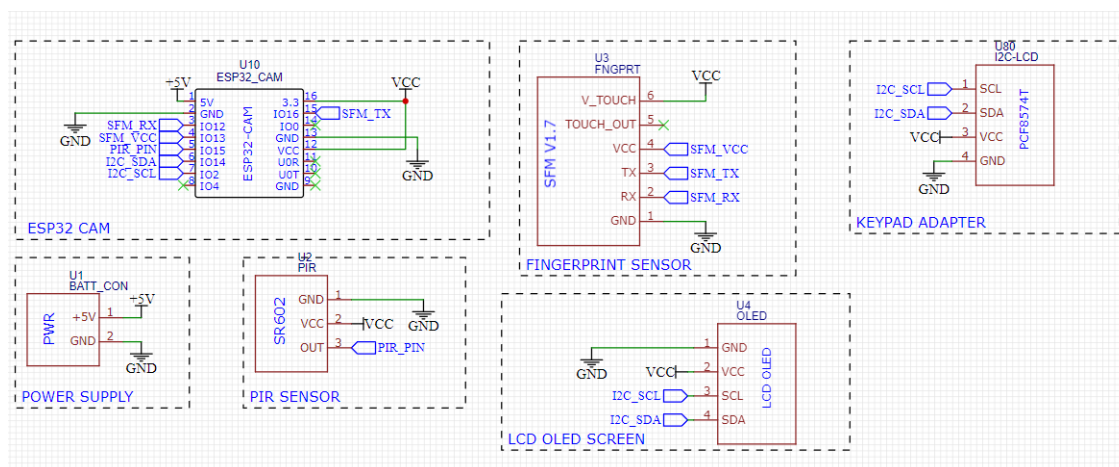 U10
ESP32_CAM
+5V
VCC
1 5V
2 GND
3 IO12
4 IO13
5 IO15
6 IO14
7 IO2
8 IO4
ESP32-CAM
3.3 16
IO16 15
IO0 14
GND 13
VCC 12
U0R 11
U0T 10
GND 9
GND
SFM_RX
SFM_VCC
PIR_PIN
I2C_SDA
I2C_SCL
SFM_TX
GND
ESP32 CAM
U3
FNGPRT
VCC
SFM V1.7
V_TOUCH 6
TOUCH_OUT 5
VCC 4 SFM_VCC
TX 3 SFM_TX
RX 2 SFM_RX
GND 1
GND
FINGERPRINT SENSOR
U80
I2C-LCD
I2C_SCL 1 SCL
I2C_SDA 2 SDA
VCC 3 VCC
4 GND
GND
PCF8574T
KEYPAD ADAPTER
U1
BATT_CON
+5V
PWR
+5V 1
GND 2
GND
POWER SUPPLY
U2
PIR
SR602
GND 1
VCC 2 VCC
OUT 3 PIR_PIN
GND
PIR SENSOR
U4
OLED
1 GND
GND
VCC 2 VCC
I2C_SCL 3 SCL
I2C_SDA 4 SDA
LCD OLED
LCD OLED SCREEN